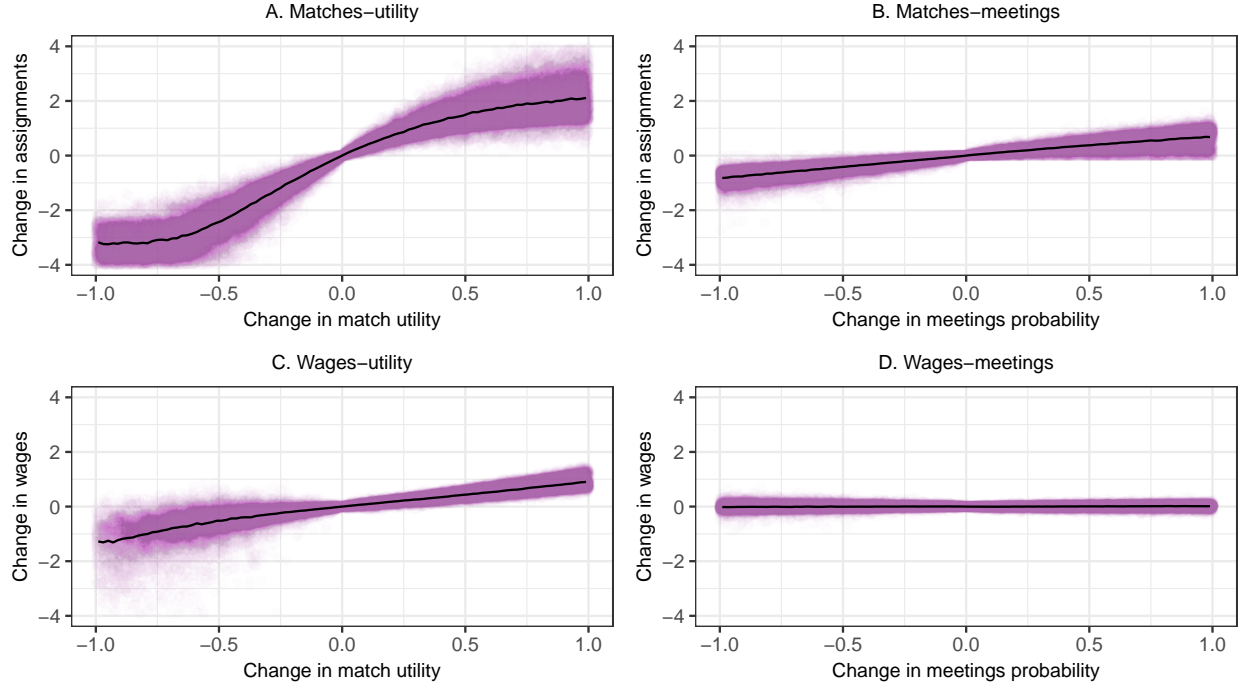 A. Matches−utility
Change in assignments
4
2
0
−2
−4
−1.0 −0.5 0.0 0.5 1.0
Change in match utility
B. Matches−meetings
Change in assignments
4
2
0
−2
−4
−1.0 −0.5 0.0 0.5 1.0
Change in meetings probability
C. Wages−utility
Change in wages
4
2
0
−2
−4
−1.0 −0.5 0.0 0.5 1.0
Change in match utility
D. Wages−meetings
Change in wages
4
2
0
−2
−4
−1.0 −0.5 0.0 0.5 1.0
Change in meetings probability